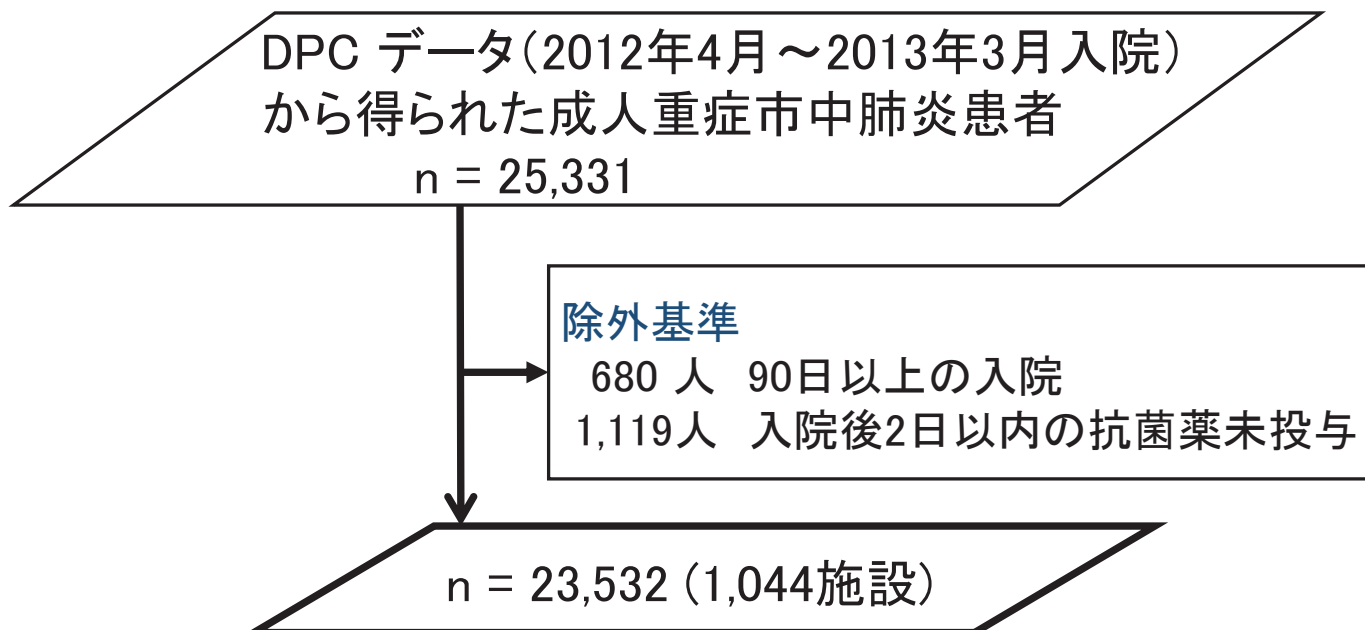 DPC データ（2012年4月～2013年3月入院）
から得られた成人重症市中肺炎患者
n = 25,331
除外基準
680 人 90日以上の入院
1,119人 入院後2日以内の抗菌薬未投与
n = 23,532（1,044施設）